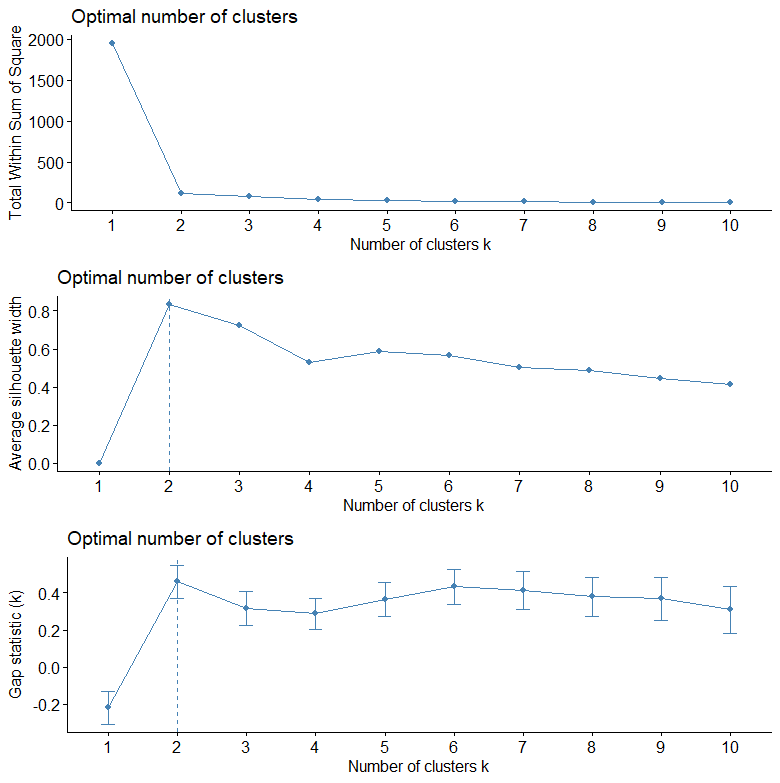 Optimal number of clusters
Total Within Sum of Square
2000
1500
1000
500
0
1 2 3 4 5 6 7 8 9 10
Number of clusters k
Optimal number of clusters
Average silhouette width
0.8
0.6
0.4
0.2
0.0
1 2 3 4 5 6 7 8 9 10
Number of clusters k
Optimal number of clusters
Gap statistic (k)
0.4
0.2
0.0
-0.2
1 2 3 4 5 6 7 8 9 10
Number of clusters k